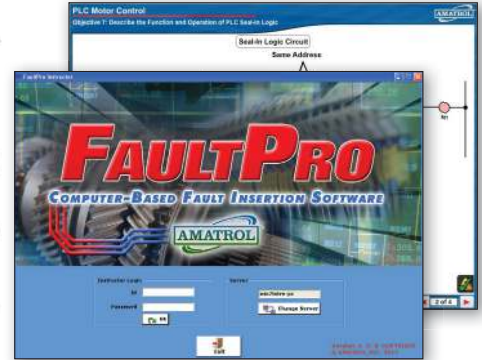 PLC Motor Control
AMATROL
Objective 7: Describe the Function and Operation of PLC Seal-in Logic
Seal-In Logic Circuit
Same Address
FaultPro Instructor
FAULTPRO
COMPUTER-BASED FAULT INSERTION SOFTWARE
AMATROL
Instructor Login
Id
Password
OK
Server
Change Server
Exit
2 of 4